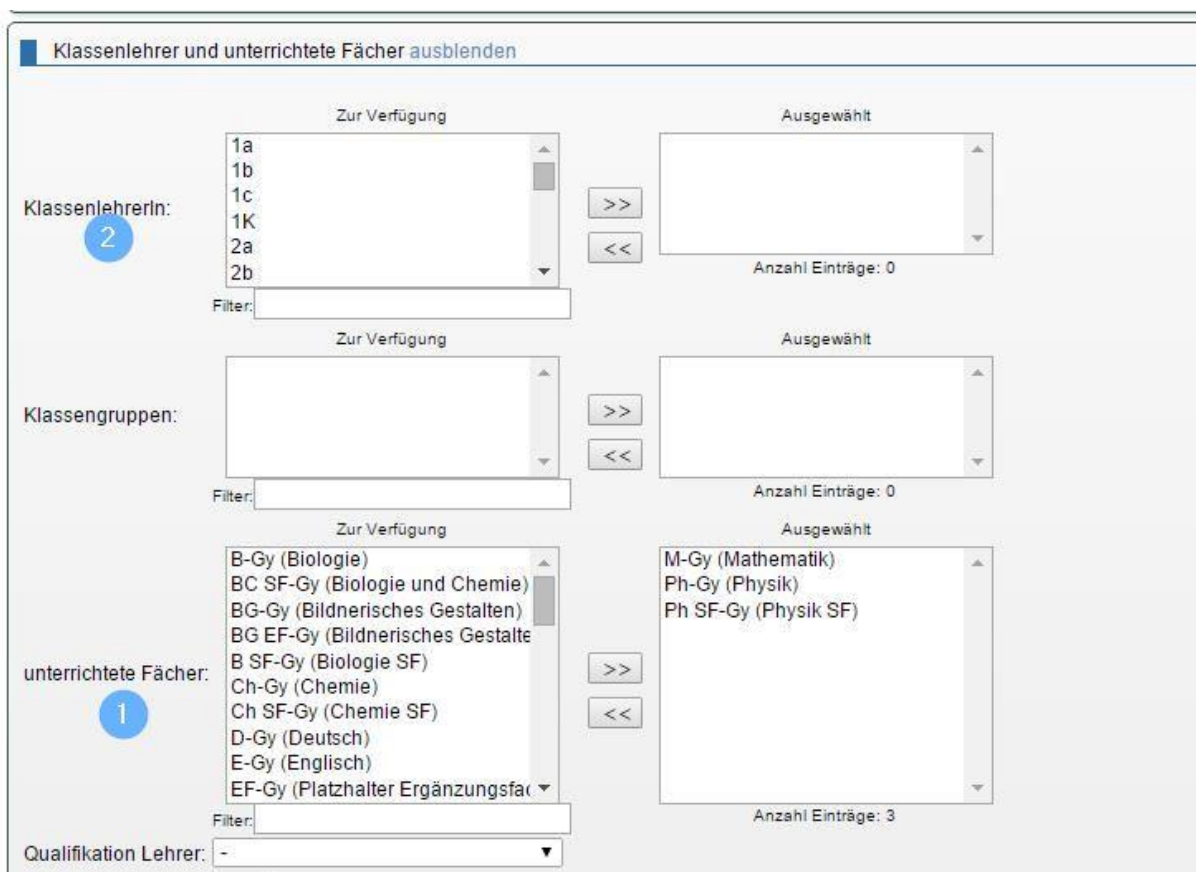 Klassenlehrer und unterrichtete Fächer ausblenden
Zur Verfügung
Ausgewählt
KlassenlehrerIn:
2
1a
1b
1c
1K
2a
2b
>>
<<
Anzahl Einträge: 0
Filter:
Zur Verfügung
Ausgewählt
Klassengruppen:
>>
<<
Anzahl Einträge: 0
Filter:
Zur Verfügung
Ausgewählt
unterrichtete Fächer:
1
B-Gy (Biologie)
BC SF-Gy (Biologie und Chemie)
BG-Gy (Bildnerisches Gestalten)
BG EF-Gy (Bildnerisches Gestalte
B SF-Gy (Biologie SF)
Ch-Gy (Chemie)
Ch SF-Gy (Chemie SF)
D-Gy (Deutsch)
E-Gy (Englisch)
EF-Gy (Platzhalter Ergänzungsfac
>>
<<
M-Gy (Mathematik)
Ph-Gy (Physik)
Ph SF-Gy (Physik SF)
Anzahl Einträge: 3
Filter:
Qualifikation Lehrer: -